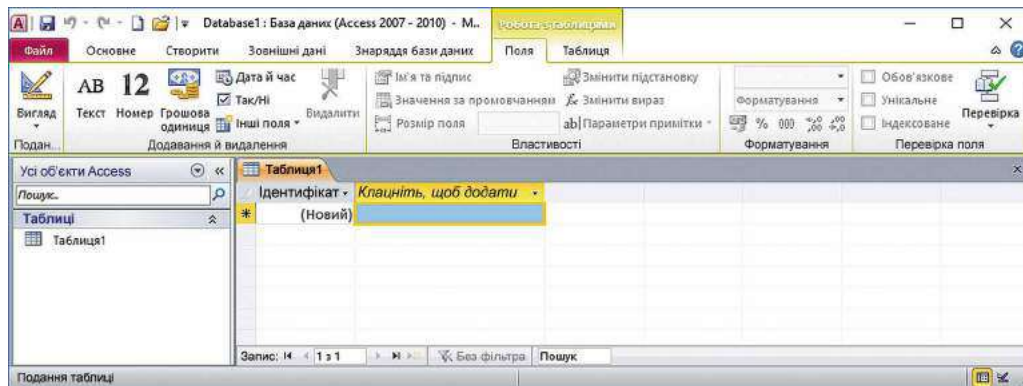 Database1 : База даних (Access 2007 - 2010) - M..
Робота з таблицями
Файл Основне Створити Зовнішні дані Знаряддя бази даних Поля Таблиця
Вигляд
Подан...
AB Текст
12 Номер
Грошова одиниця
Дата й час
Так/Ні
Інші поля
Видалити
Додавання й видалення
Ім'я та підпис
Значення за промовчанням
Розмір поля
Змінити підстановку
fx Змінити вираз
ab| Параметри примітки
Властивості
Форматування
% 000
Форматування
Обов'язкове
Унікальне
Індексоване
Перевірка
Перевірка поля
Усі об'єкти Access «
Пошук...
Таблиці
Таблиця1
Таблиця1
Ідентифікат Клацніть, щоб додати
* (Новий)
Запис: 1 з 1 Без фільтра Пошук
Подання таблиці